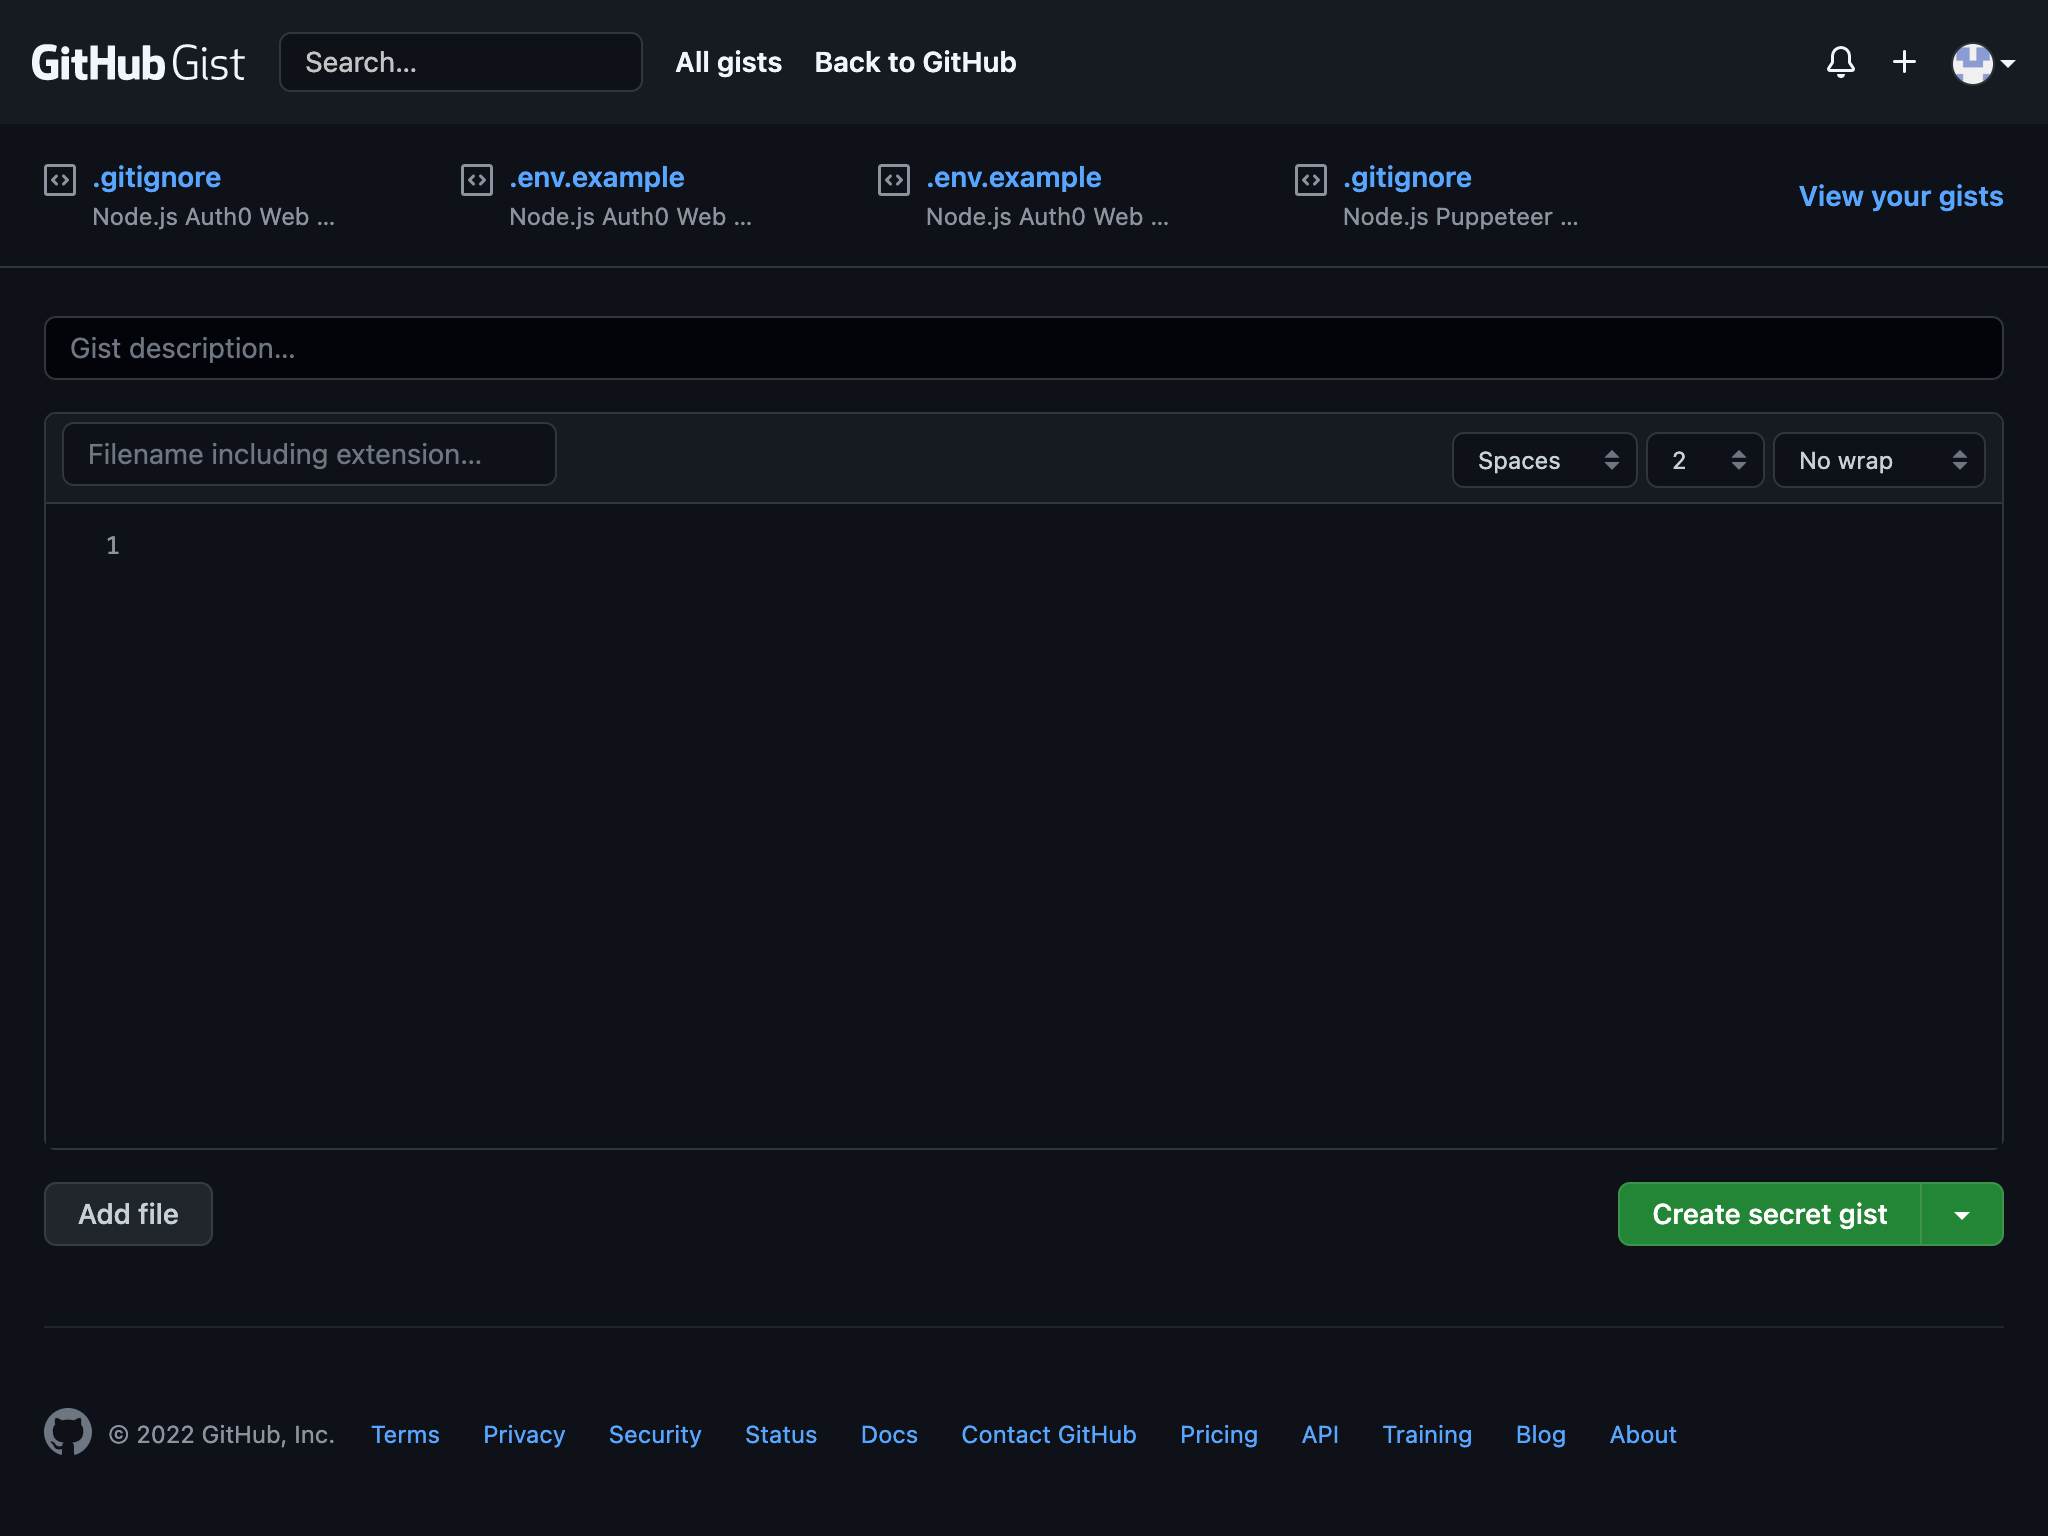 GitHub Gist
Search...
All gists
Back to GitHub
.gitignore
Node.js Auth0 Web ...
.env.example
Node.js Auth0 Web ...
.env.example
Node.js Auth0 Web ...
.gitignore
Node.js Puppeteer ...
View your gists
Gist description...
Filename including extension...
Spaces
2
No wrap
1
Add file
Create secret gist
© 2022 GitHub, Inc.
Terms
Privacy
Security
Status
Docs
Contact GitHub
Pricing
API
Training
Blog
About